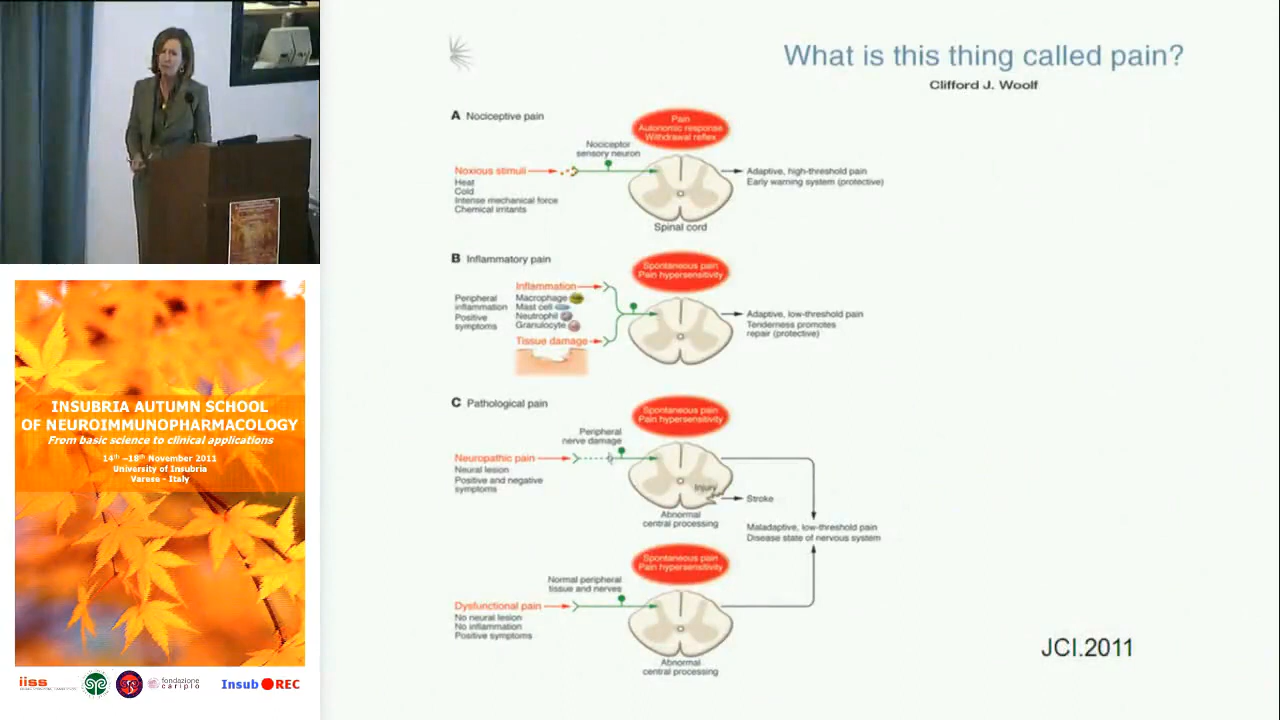 What is this thing called pain?
Clifford J. Woolf
A Nociceptive pain
Pain
Autonomic response
Withdrawal reflex
Nociceptor
sensory neuron
Noxious stimuli
Heat
Cold
Intense mechanical force
Chemical irritants
Spinal cord
Adaptive, high-threshold pain
Early warning system (protective)
B Inflammatory pain
Spontaneous pain
Pain hypersensitivity
Peripheral
inflammation
Positive
symptoms
Inflammation
Macrophage
Mast cell
Neutrophil
Granulocyte
Tissue damage
Adaptive, low-threshold pain
Tenderness promotes
repair (protective)
C Pathological pain
Spontaneous pain
Pain hypersensitivity
Peripheral
nerve damage
Neuropathic pain
Neural lesion
Positive and negative
symptoms
Injury
Stroke
Abnormal
central processing
Maladaptive, low-threshold pain
Disease state of nervous system
Spontaneous pain
Pain hypersensitivity
Normal peripheral
tissue and nerves
Dysfunctional pain
No neural lesion
No inflammation
Positive symptoms
Abnormal
central processing
JCI.2011
INSUBRIA AUTUMN SCHOOL
OF NEUROIMMUNOPHARMACOLOGY
From basic science to clinical applications
14th –18th November 2011
University of Insubria
Varese - Italy
iiss
fondazione
cariplo
Insub REC